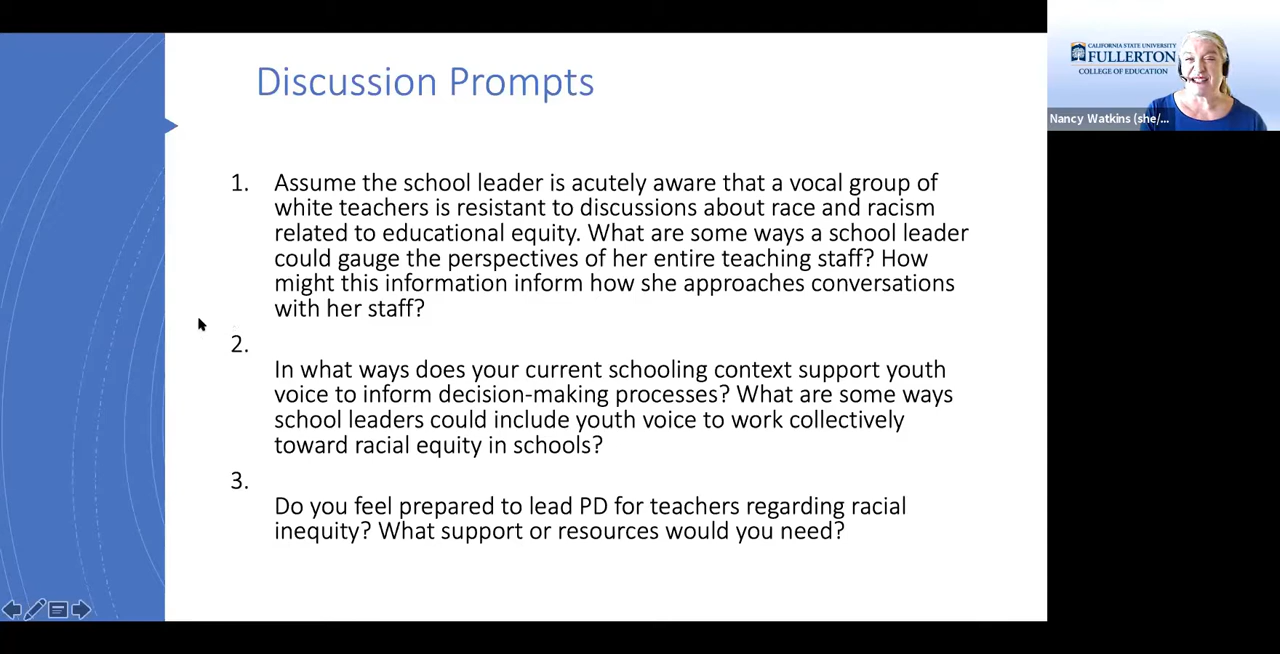 Discussion Prompts
CALIFORNIA STATE UNIVERSITY
FULLERTON
COLLEGE OF EDUCATION
Nancy Watkins (she/...
1. Assume the school leader is acutely aware that a vocal group of
white teachers is resistant to discussions about race and racism
related to educational equity. What are some ways a school leader
could gauge the perspectives of her entire teaching staff? How
might this information inform how she approaches conversations
with her staff?
2.
In what ways does your current schooling context support youth
voice to inform decision-making processes? What are some ways
school leaders could include youth voice to work collectively
toward racial equity in schools?
3.
Do you feel prepared to lead PD for teachers regarding racial
inequity? What support or resources would you need?